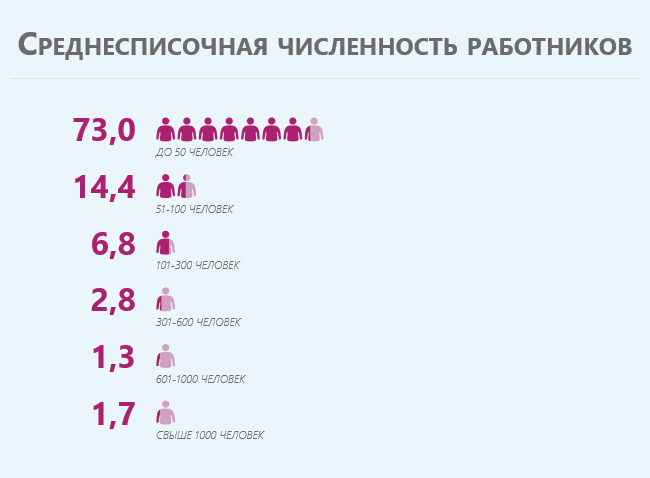 Среднесписочная численность работников
73,0
до 50 человек
14,4
51-100 человек
6,8
101-300 человек
2,8
301-600 человек
1,3
601-1000 человек
1,7
свыше 1000 человек